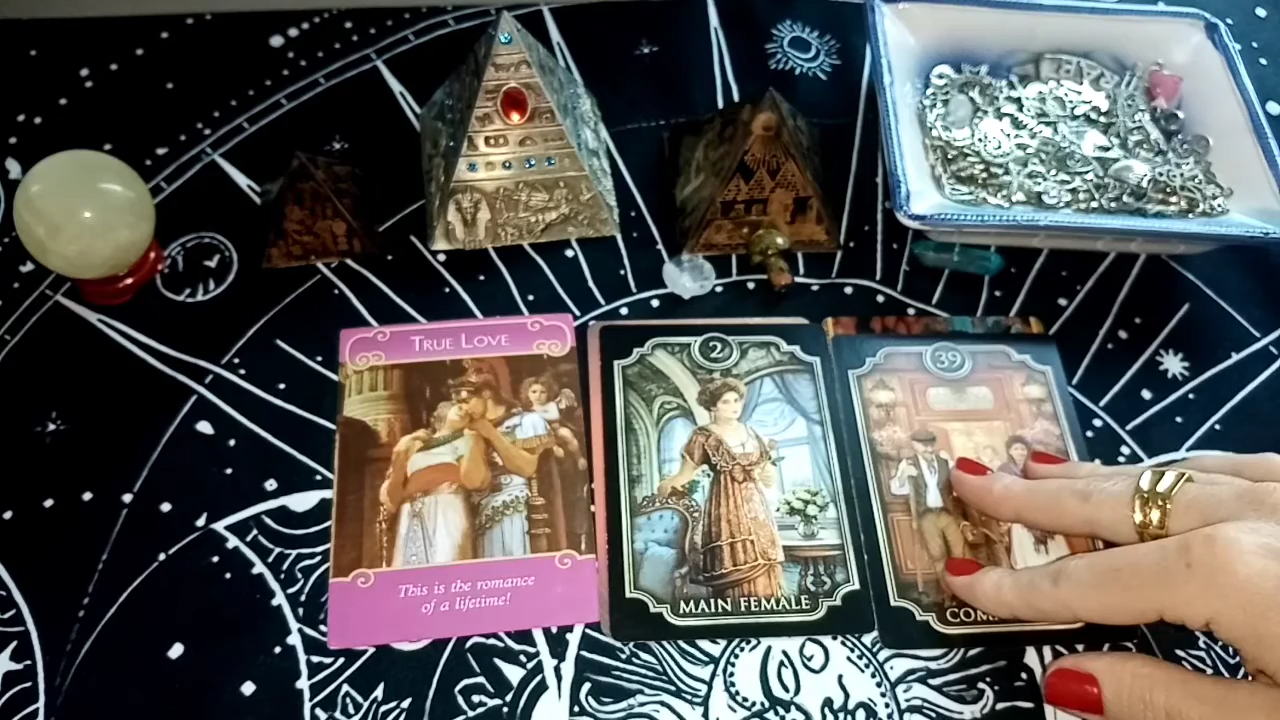 TRUE LOVE
This is the romance
of a lifetime!
2
MAIN FEMALE
39